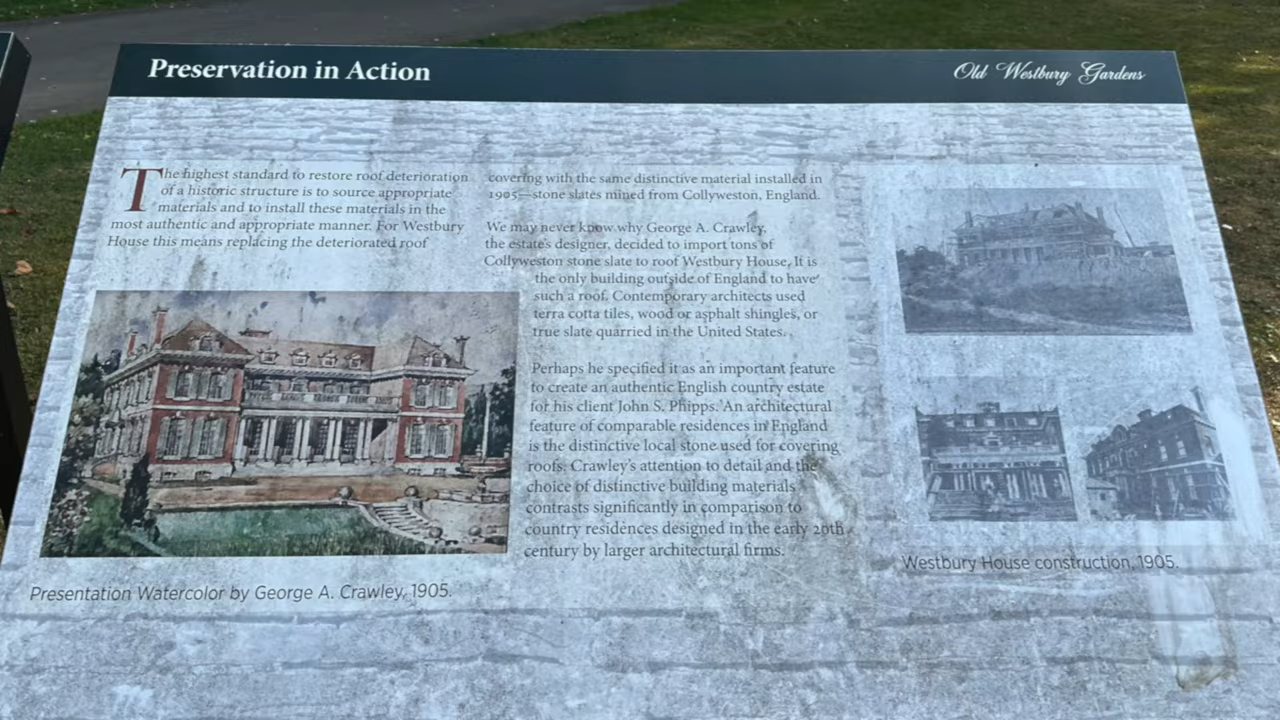 Preservation in Action
Old Westbury Gardens
The highest standard to restore roof deterioration
of a historic structure is to source appropriate
materials and to install these materials in the
most authentic and appropriate manner. For Westbury
House this means replacing the deteriorated roof
covering with the same distinctive material installed in
1905—stone slates mined from Collyweston, England.
We may never know why George A. Crawley,
the estate's designer, decided to import tons of
Collyweston stone slate to roof Westbury House. It is
the only building outside of England to have
such a roof. Contemporary architects used
terra cotta tiles, wood or asphalt shingles, or
true slate quarried in the United States.
Perhaps he specified it as an important feature
to create an authentic English country estate
for his client John S. Phipps. An architectural
feature of comparable residences in England
is the distinctive local stone used for covering
roofs. Crawley's attention to detail and the
choice of distinctive building materials
contrasts significantly in comparison to
country residences designed in the early 20th
century by larger architectural firms.
Presentation Watercolor by George A. Crawley, 1905.
Westbury House construction, 1905.